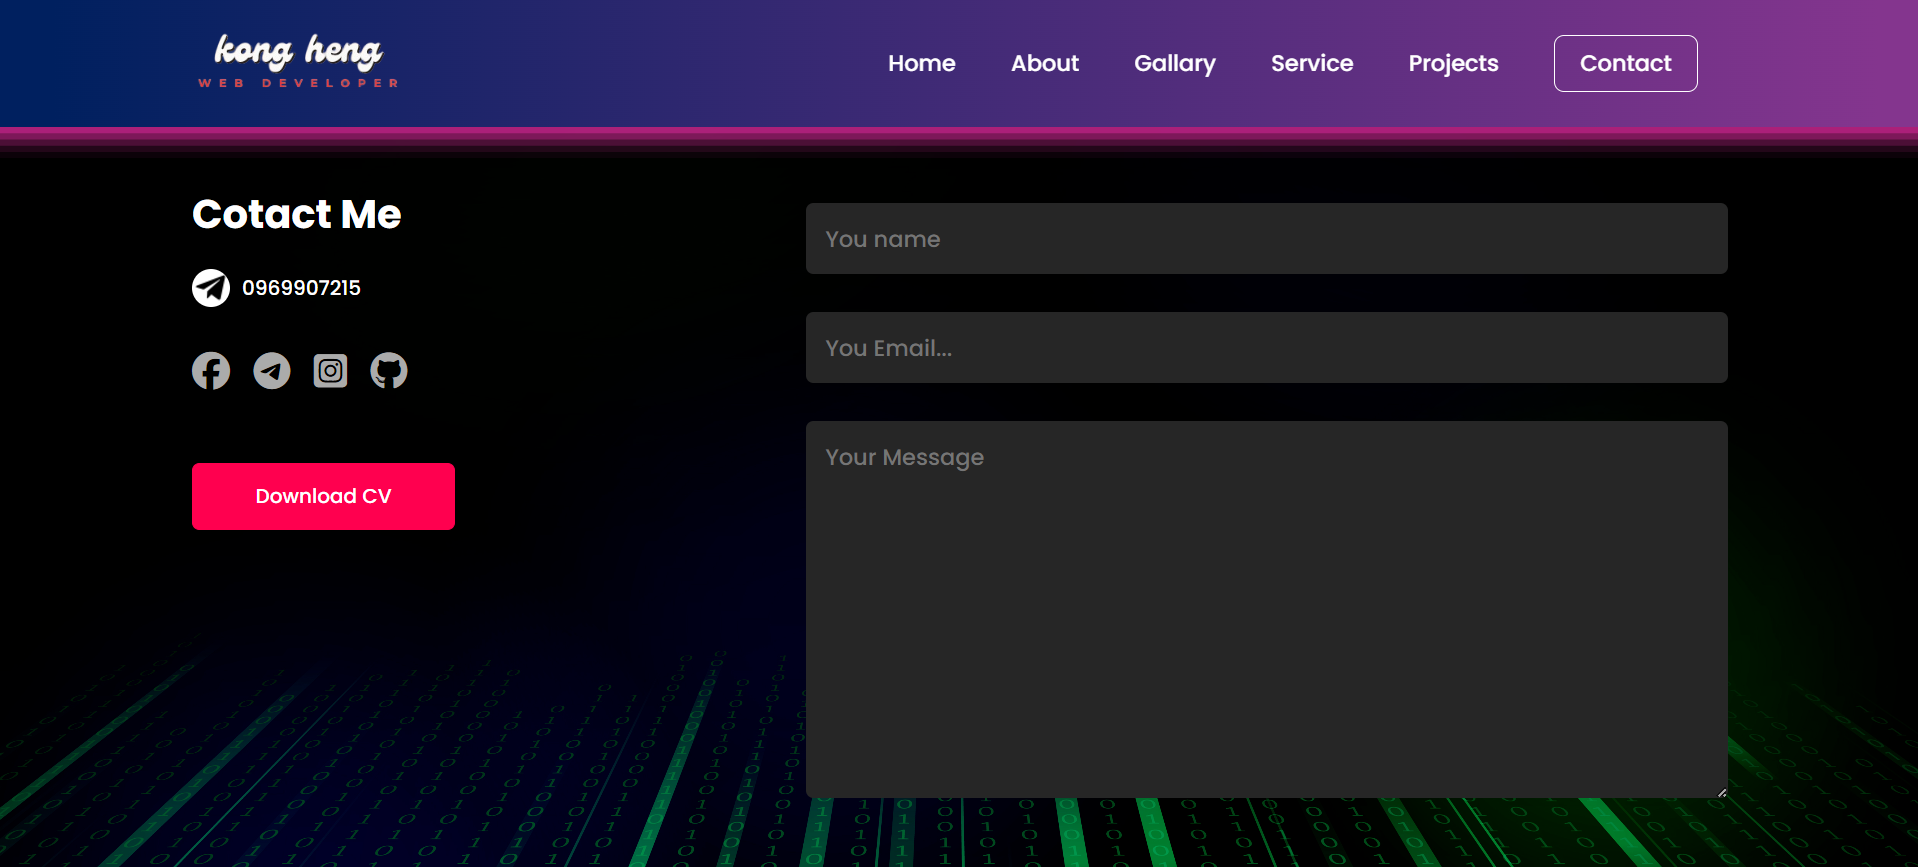 kong heng
WEB DEVELOPER
Home About Gallary Service Projects Contact
Cotact Me
0969907215
Download CV
You name
You Email...
Your Message